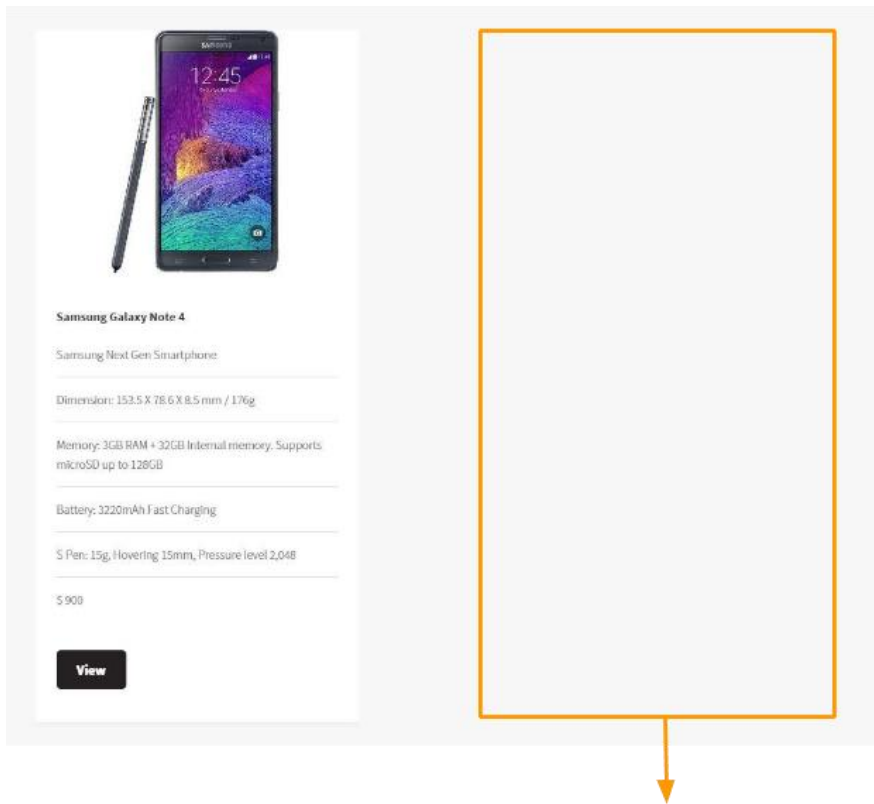 SAMSUNG
12:45
Samsung Galaxy Note 4
Samsung Next Gen Smartphone
Dimension: 153.5 X 78.6 X 8.5 mm / 176g
Memory: 3GB RAM + 32GB Internal memory. Supports
microSD up to 128GB
Battery: 3220mAh Fast Charging
S Pen: 15g, Hovering 15mm, Pressure level 2,048
$ 900
View